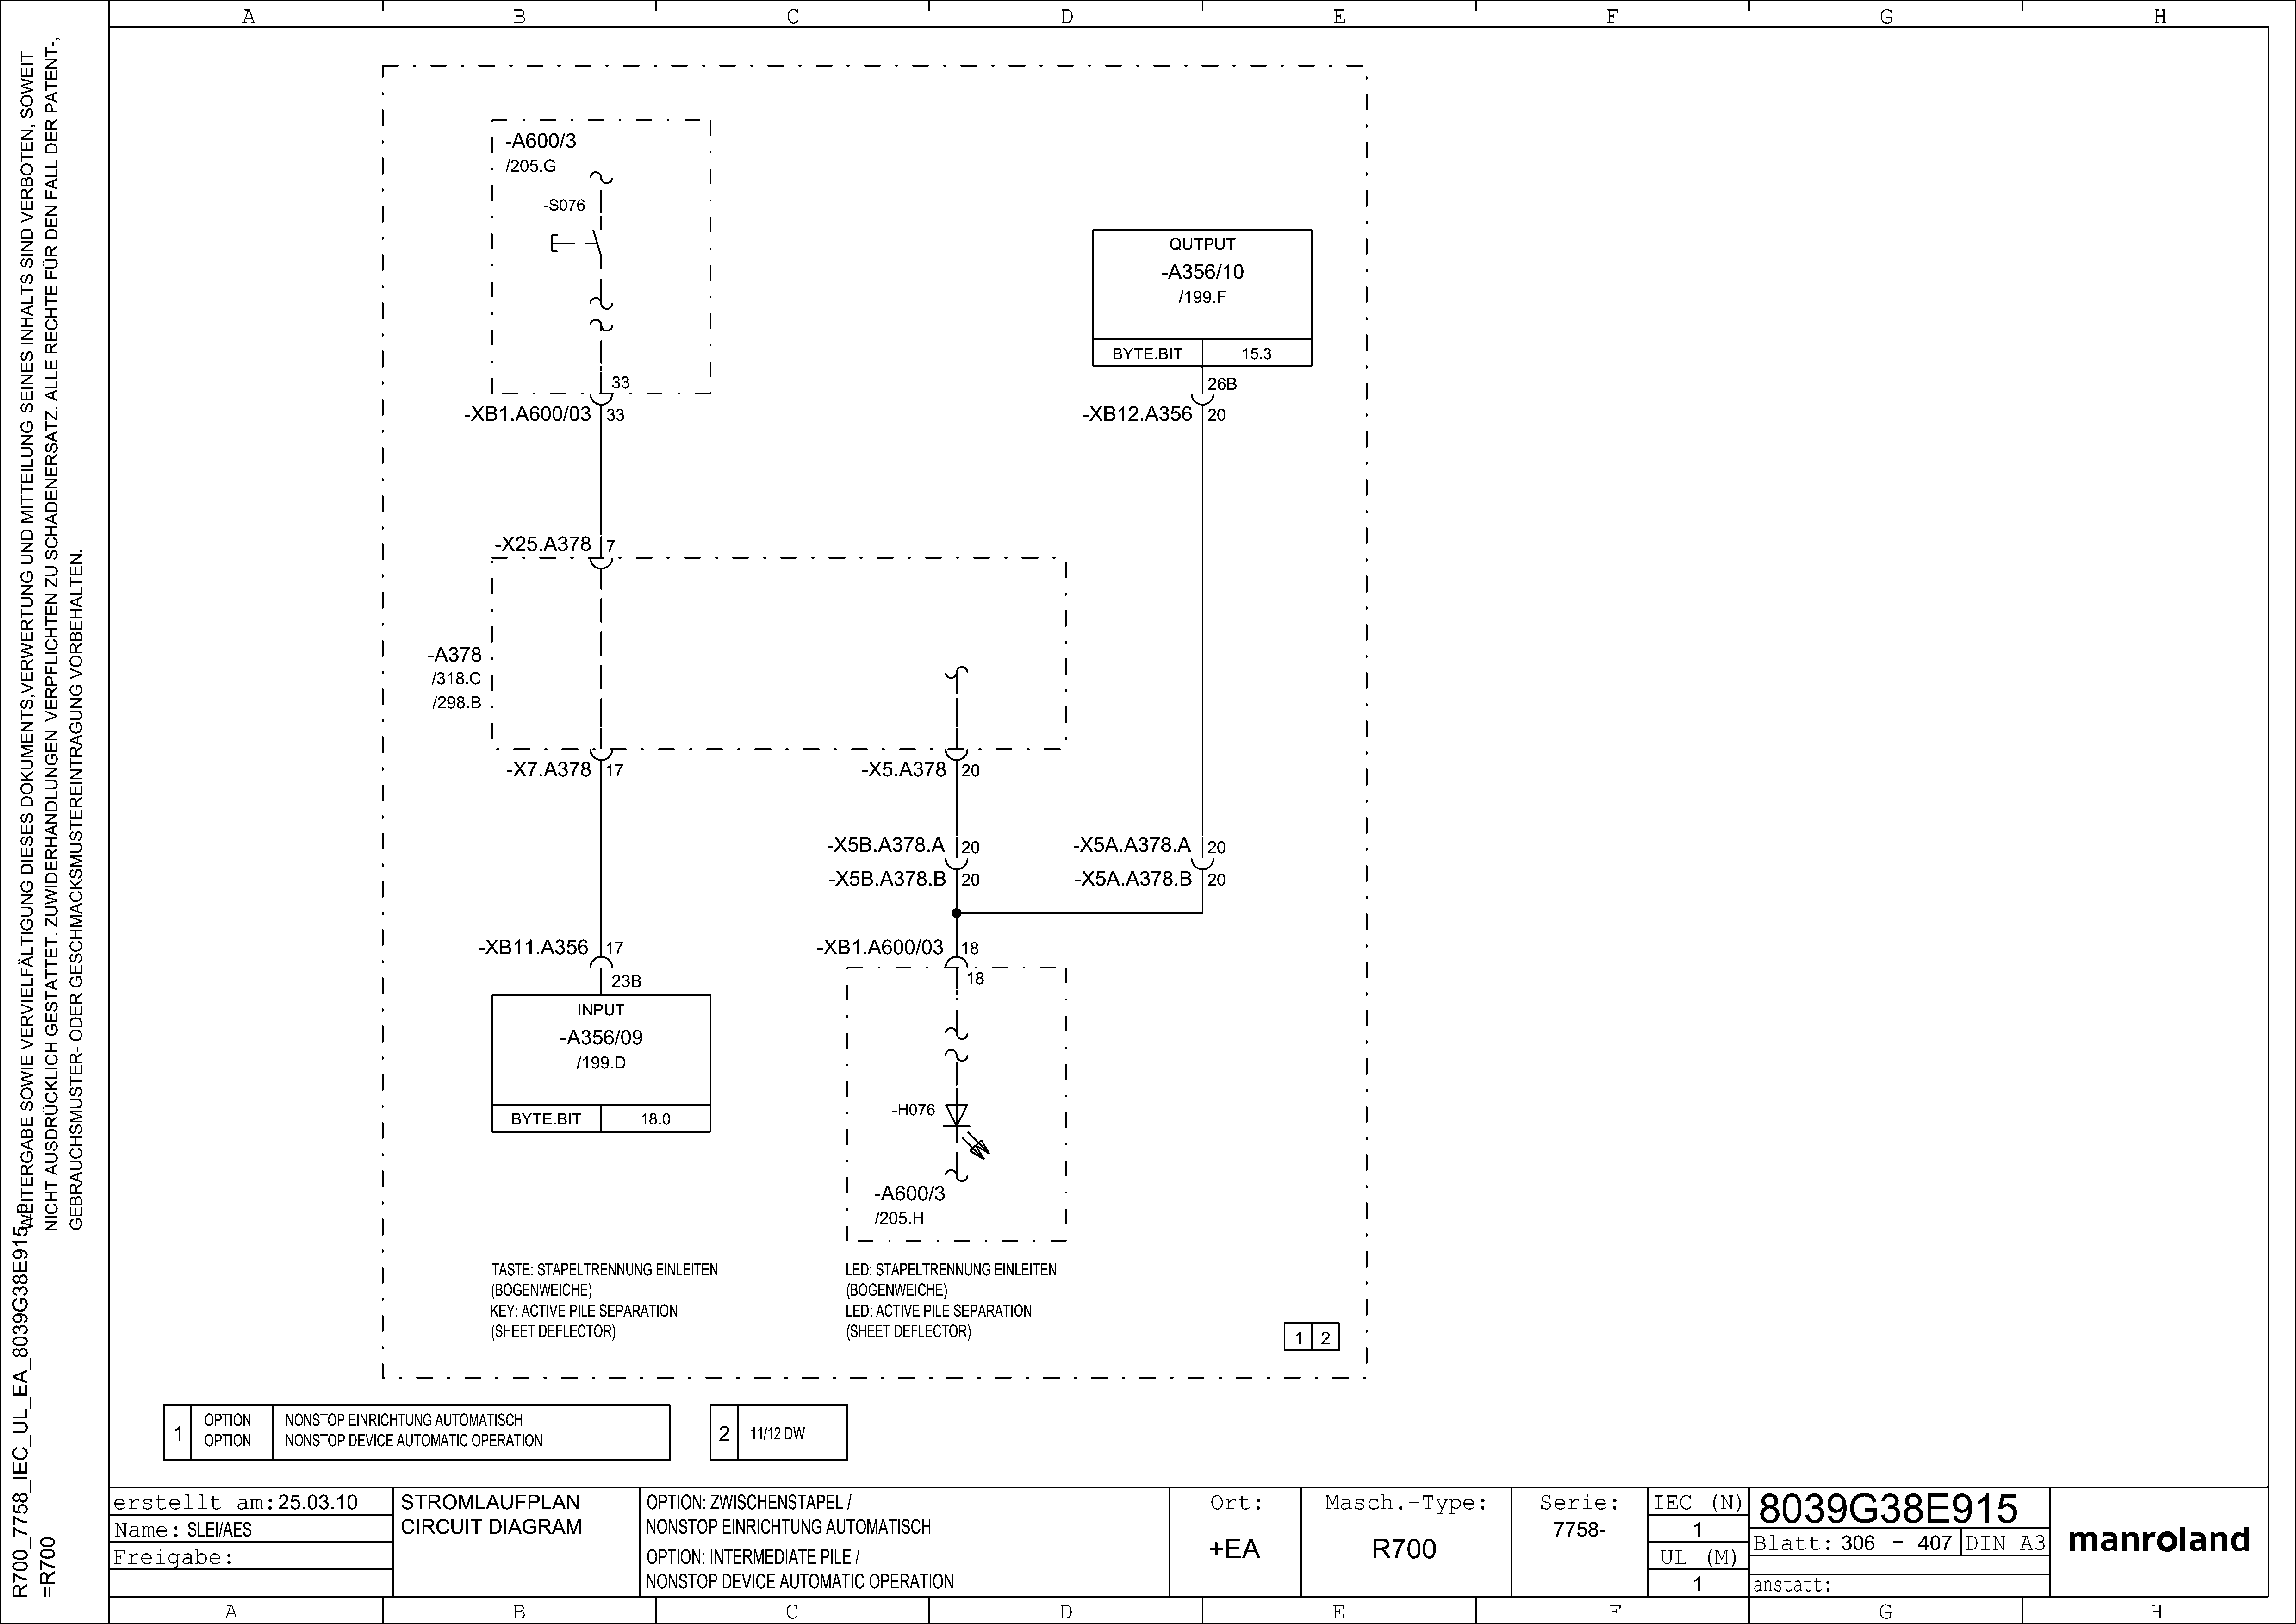 A B C D E F G H
WEITERGABE SOWIE VERVIELFÄLTIGUNG DIESES DOKUMENTS,VERWERTUNG UND MITTEILUNG SEINES INHALTS SIND VERBOTEN, SOWEIT
NICHT AUSDRÜCKLICH GESTATTET. ZUWIDERHANDLUNGEN VERPFLICHTEN ZU SCHADENERSATZ. ALLE RECHTE FÜR DEN FALL DER PATENT-,
GEBRAUCHSMUSTER- ODER GESCHMACKSMUSTEREINTRAGUNG VORBEHALTEN.
-A600/3
/205.G
-S076
33
-XB1.A600/03 33
QUTPUT
-A356/10
/199.F
BYTE.BIT 15.3
26B
-XB12.A356 20
-X25.A378 7
-A378
/318.C
/298.B
-X7.A378 17
-X5.A378 20
-X5B.A378.A 20
-X5A.A378.A 20
-X5B.A378.B 20
-X5A.A378.B 20
-XB11.A356 17
-XB1.A600/03 18
23B
18
INPUT
-A356/09
/199.D
BYTE.BIT 18.0
-H076
-A600/3
/205.H
TASTE: STAPELTRENNUNG EINLEITEN
(BOGENWEICHE)
KEY: ACTIVE PILE SEPARATION
(SHEET DEFLECTOR)
LED: STAPELTRENNUNG EINLEITEN
(BOGENWEICHE)
LED: ACTIVE PILE SEPARATION
(SHEET DEFLECTOR)
1 2
1
OPTION NONSTOP EINRICHTUNG AUTOMATISCH
OPTION NONSTOP DEVICE AUTOMATIC OPERATION
2 11/12 DW
R700_7758_IEC_UL_EA_8039G38E915_D
=R700
erstellt am: 25.03.10
Name: SLEI/AES
Freigabe:
STROMLAUFPLAN
CIRCUIT DIAGRAM
OPTION: ZWISCHENSTAPEL /
NONSTOP EINRICHTUNG AUTOMATISCH
OPTION: INTERMEDIATE PILE /
NONSTOP DEVICE AUTOMATIC OPERATION
Ort:
+EA
Masch.-Type:
R700
Serie:
7758-
IEC (N)
1
UL (M)
1
8039G38E915
Blatt: 306 - 407 DIN A3
anstatt:
manroland
A B C D E F G H